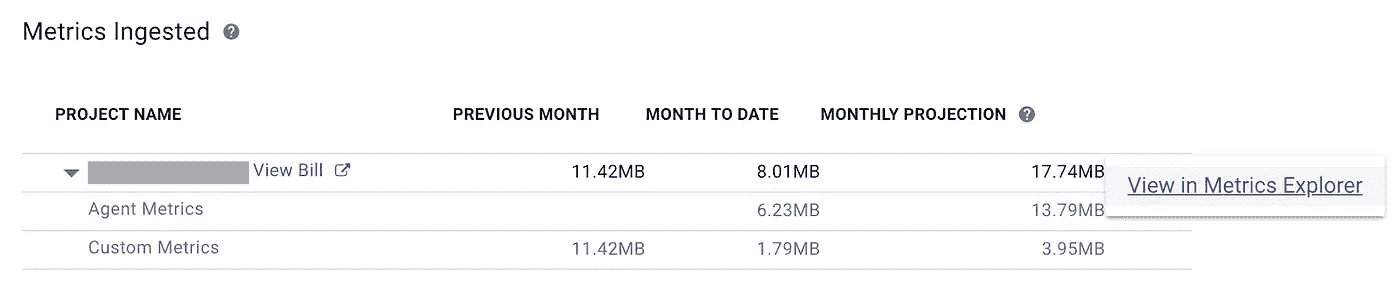 Metrics Ingested ?
PROJECT NAME PREVIOUS MONTH MONTH TO DATE MONTHLY PROJECTION ?
View Bill 11.42MB 8.01MB 17.74MB
View in Metrics Explorer
Agent Metrics 6.23MB 13.79MB
Custom Metrics 11.42MB 1.79MB 3.95MB